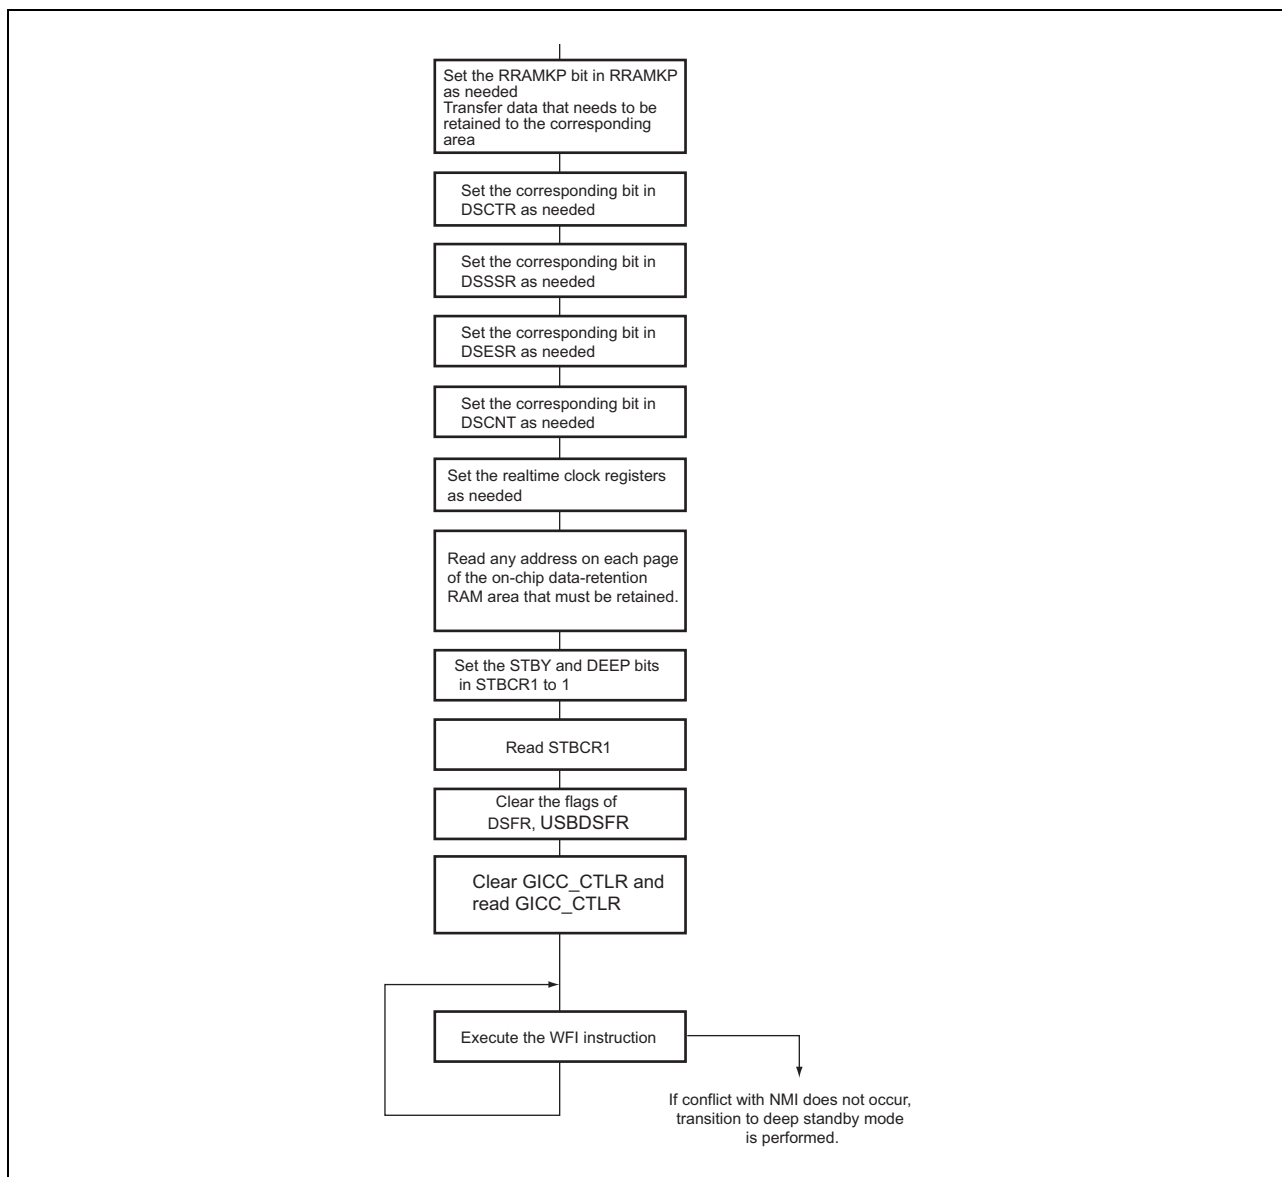 Set the RRAMKP bit in RRAMKP
as needed
Transfer data that needs to be
retained to the corresponding
area
Set the corresponding bit in
DSCTR as needed
Set the corresponding bit in
DSSSR as needed
Set the corresponding bit in
DSESR as needed
Set the corresponding bit in
DSCNT as needed
Set the realtime clock registers
as needed
Read any address on each page
of the on-chip data-retention
RAM area that must be retained.
Set the STBY and DEEP bits
in STBCR1 to 1
Read STBCR1
Clear the flags of
DSFR, USBDSFR
Clear GICC_CTLR and
read GICC_CTLR
Execute the WFI instruction
If conflict with NMI does not occur,
transition to deep standby mode
is performed.